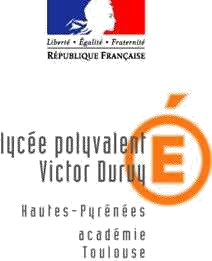 Liberté • Égalité • Fraternité
RÉPUBLIQUE FRANÇAISE
lycée polyvalent
Victor Duruy
É
Hautes-Pyrénées
académie
Toulouse